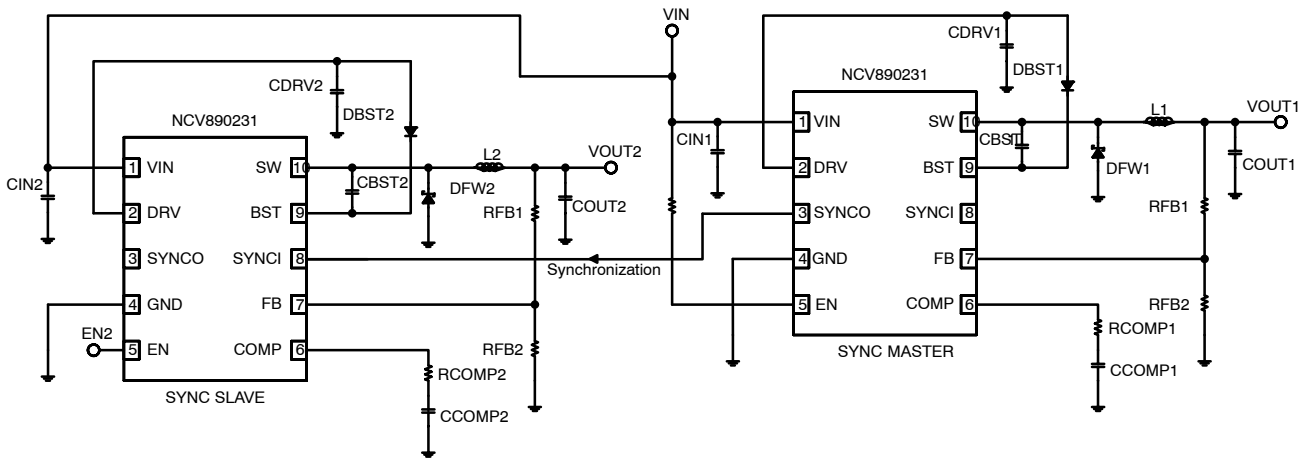 VIN
CDRV1
DBST1
NCV890231
CDRV2
DBST2
NCV890231
L1
VOUT1
1 VIN
SW 10
CIN1
CBST1
DFW1
COUT1
2 DRV
BST 9
L2
VOUT2
1 VIN
SW 10
CIN2
CBST2
DFW2
COUT2
2 DRV
BST 9
RFB1
3 SYNCO
SYNCI 8
RFB1
3 SYNCO
SYNCI 8
Synchronization
4 GND
FB 7
4 GND
FB 7
5 EN
COMP 6
RFB2
EN2
5 EN
COMP 6
RFB2
RCOMP1
SYNC MASTER
CCOMP1
RCOMP2
SYNC SLAVE
CCOMP2